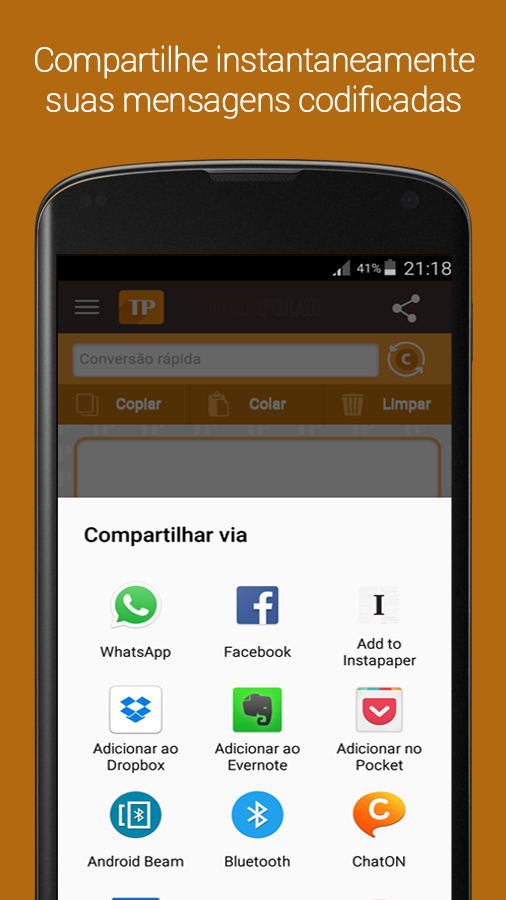 Compartilhe instantaneamente
suas mensagens codificadas
41% 21:18
TP
Conversão rápida
C
Copiar Colar Limpar
Compartilhar via
WhatsApp Facebook Add to
Instapaper
Adicionar ao
Dropbox
Adicionar ao
Evernote
Adicionar no
Pocket
Android Beam Bluetooth ChatON